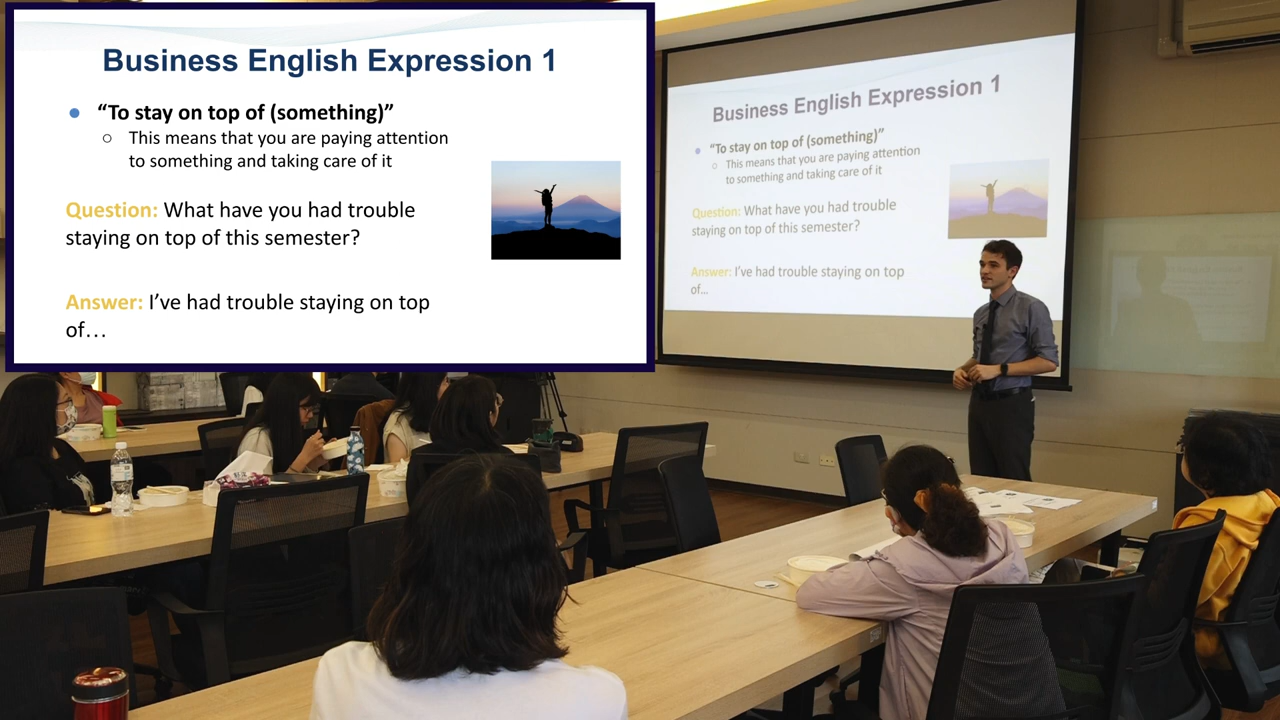 Business English Expression 1
“To stay on top of (something)”
This means that you are paying attention
to something and taking care of it
Question: What have you had trouble
staying on top of this semester?
Answer: I’ve had trouble staying on top
of…
Business English Expression 1
“To stay on top of (something)”
This means that you are paying attention
to something and taking care of it
Question: What have you had trouble
staying on top of this semester?
Answer: I’ve had trouble staying on top
of…